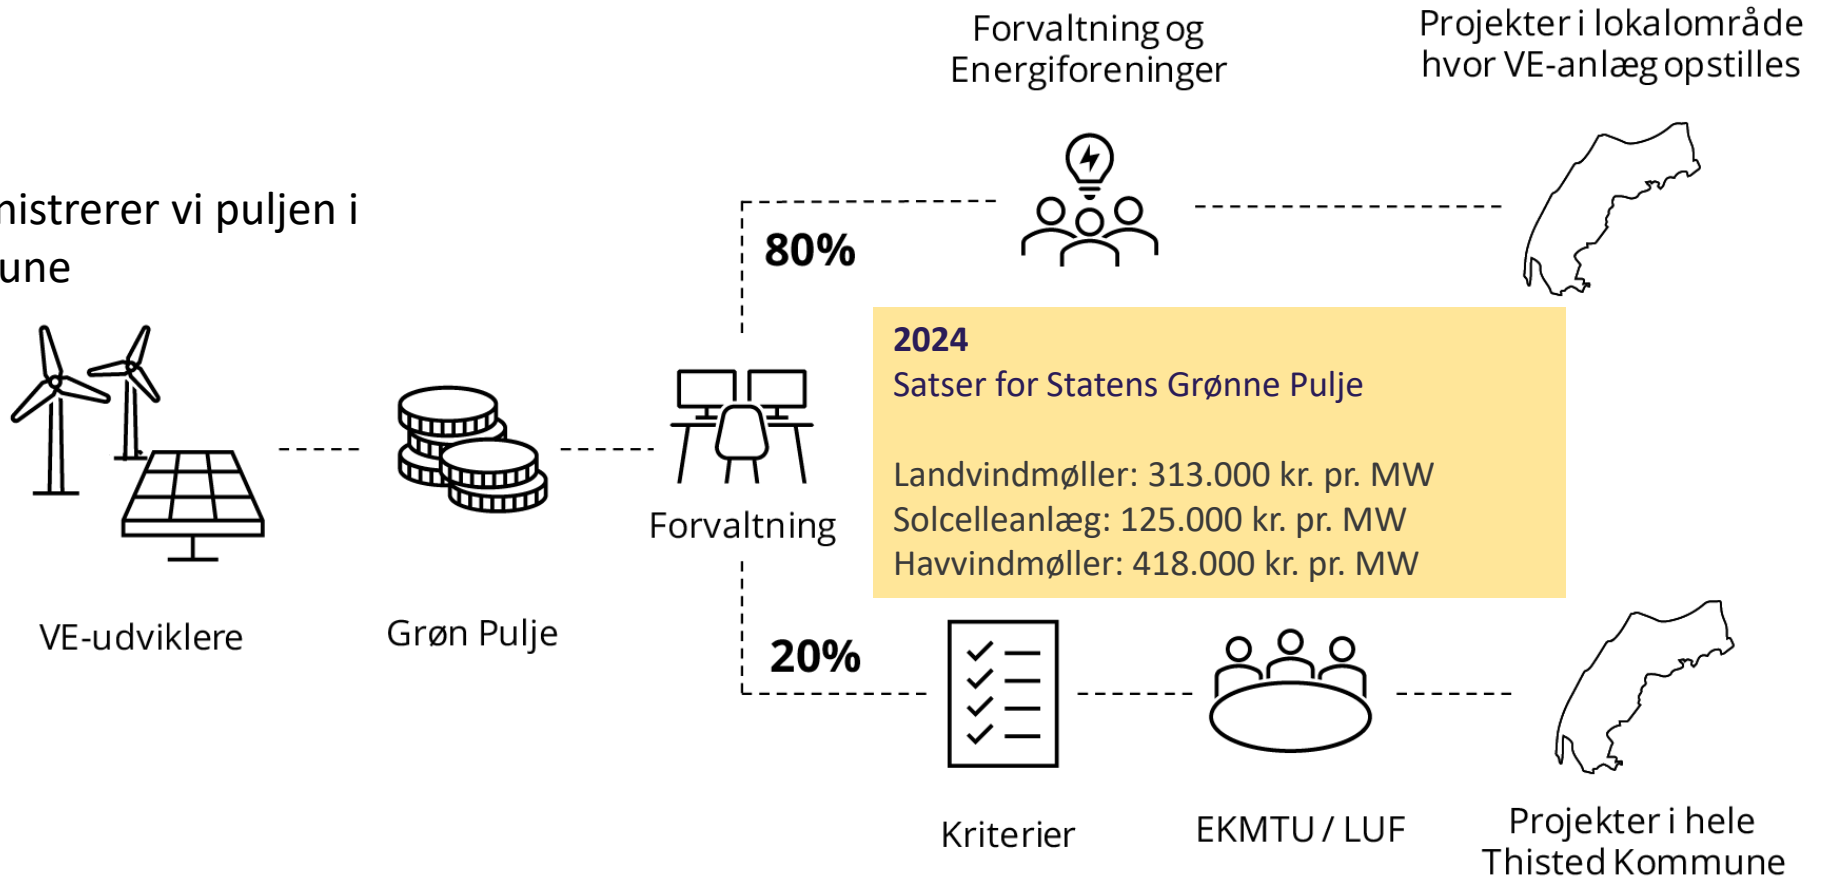 Forvaltning og
Energiforeninger
Projekter i lokalområde
hvor VE-anlæg opstilles
nistrerer vi puljen i
une
80%
2024
Satser for Statens Grønne Pulje
Landvindmøller: 313.000 kr. pr. MW
Solcelleanlæg: 125.000 kr. pr. MW
Havvindmøller: 418.000 kr. pr. MW
Forvaltning
VE-udviklere
Grøn Pulje
20%
Kriterier
EKMTU / LUF
Projekter i hele
Thisted Kommune